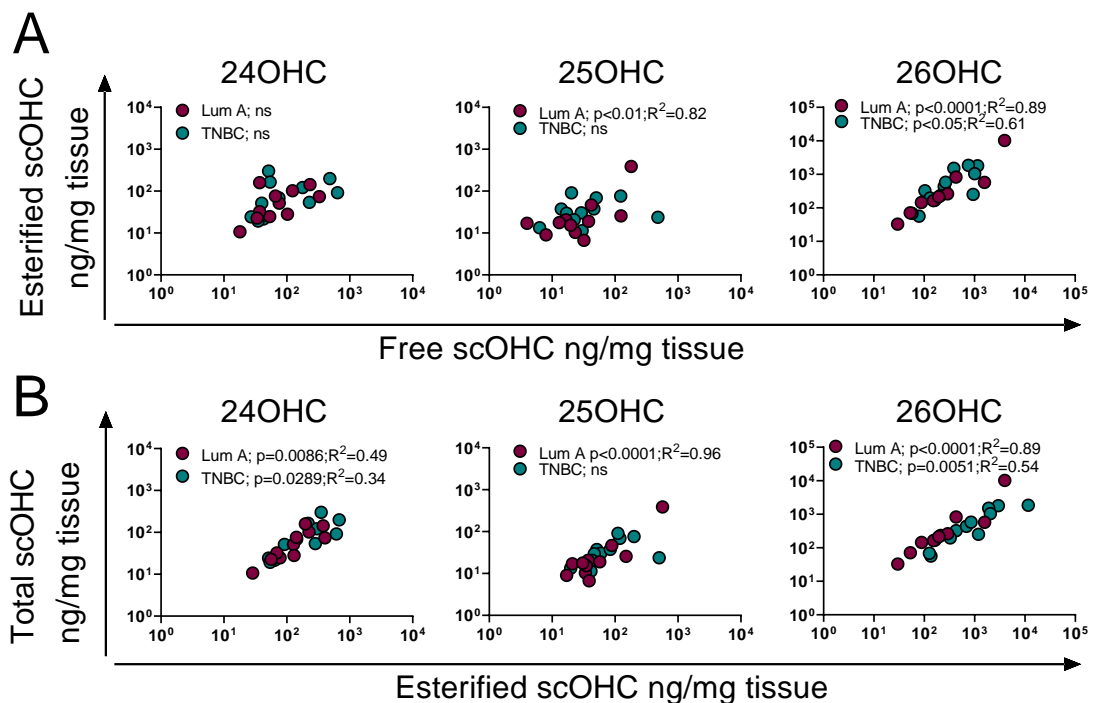 A
24OHC
25OHC
26OHC
Esterified scOHC
ng/mg tissue
10⁴
10³
10²
10¹
10⁰
Lum A; ns
TNBC; ns
10⁰ 10¹ 10² 10³ 10⁴
10⁴
10³
10²
10¹
10⁰
Lum A; p<0.01;R²=0.82
TNBC; ns
10⁰ 10¹ 10² 10³ 10⁴
10⁵
10⁴
10³
10²
10¹
10⁰
Lum A; p<0.0001;R²=0.89
TNBC; p<0.05;R²=0.61
10⁰ 10¹ 10² 10³ 10⁴ 10⁵
Free scOHC ng/mg tissue
B
24OHC
25OHC
26OHC
Total scOHC
ng/mg tissue
10⁴
10³
10²
10¹
10⁰
Lum A; p=0.0086;R²=0.49
TNBC; p=0.0289;R²=0.34
10⁰ 10¹ 10² 10³ 10⁴
10⁴
10³
10²
10¹
10⁰
Lum A p<0.0001;R²=0.96
TNBC; ns
10⁰ 10¹ 10² 10³ 10⁴
10⁵
10⁴
10³
10²
10¹
10⁰
Lum A; p<0.0001;R²=0.89
TNBC; p=0.0051;R²=0.54
10⁰ 10¹ 10² 10³ 10⁴ 10⁵
Esterified scOHC ng/mg tissue